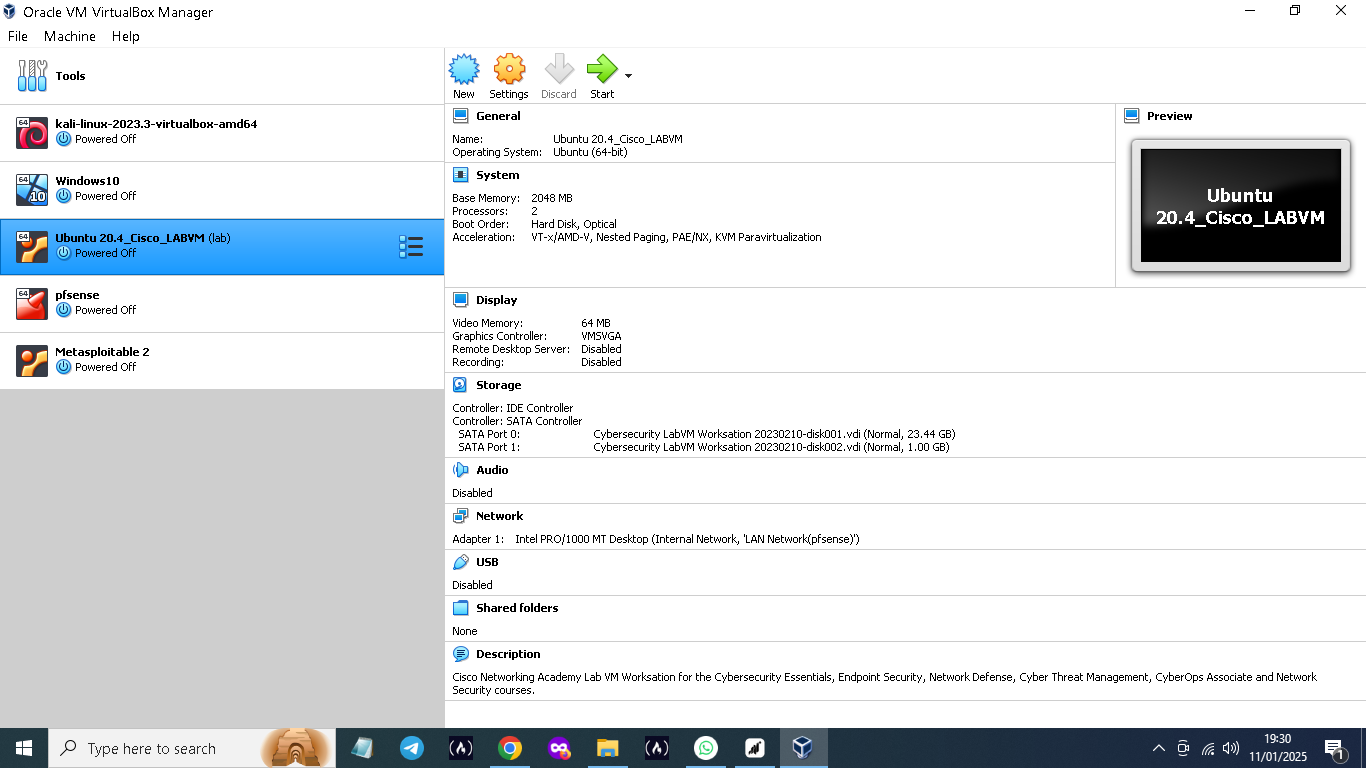 Oracle VM VirtualBox Manager
File Machine Help
Tools
64 kali-linux-2023.3-virtualbox-amd64
Powered Off
64 10 Windows10
Powered Off
64 Ubuntu 20.4_Cisco_LABVM (lab)
Powered Off
64 pfsense
Powered Off
Metasploitable 2
Powered Off
New Settings Discard Start
General
Name: Ubuntu 20.4_Cisco_LABVM
Operating System: Ubuntu (64-bit)
System
Base Memory: 2048 MB
Processors: 2
Boot Order: Hard Disk, Optical
Acceleration: VT-x/AMD-V, Nested Paging, PAE/NX, KVM Paravirtualization
Preview
Ubuntu
20.4_Cisco_LABVM
Display
Video Memory: 64 MB
Graphics Controller: VMSVGA
Remote Desktop Server: Disabled
Recording: Disabled
Storage
Controller: IDE Controller
Controller: SATA Controller
SATA Port 0: Cybersecurity LabVM Worksation 20230210-disk001.vdi (Normal, 23.44 GB)
SATA Port 1: Cybersecurity LabVM Worksation 20230210-disk002.vdi (Normal, 1.00 GB)
Audio
Disabled
Network
Adapter 1: Intel PRO/1000 MT Desktop (Internal Network, 'LAN Network(pfsense)')
USB
Disabled
Shared folders
None
Description
Cisco Networking Academy Lab VM Worksation for the Cybersecurity Essentials, Endpoint Security, Network Defense, Cyber Threat Management, CyberOps Associate and Network
Security courses.
Type here to search
19:30
11/01/2025
1